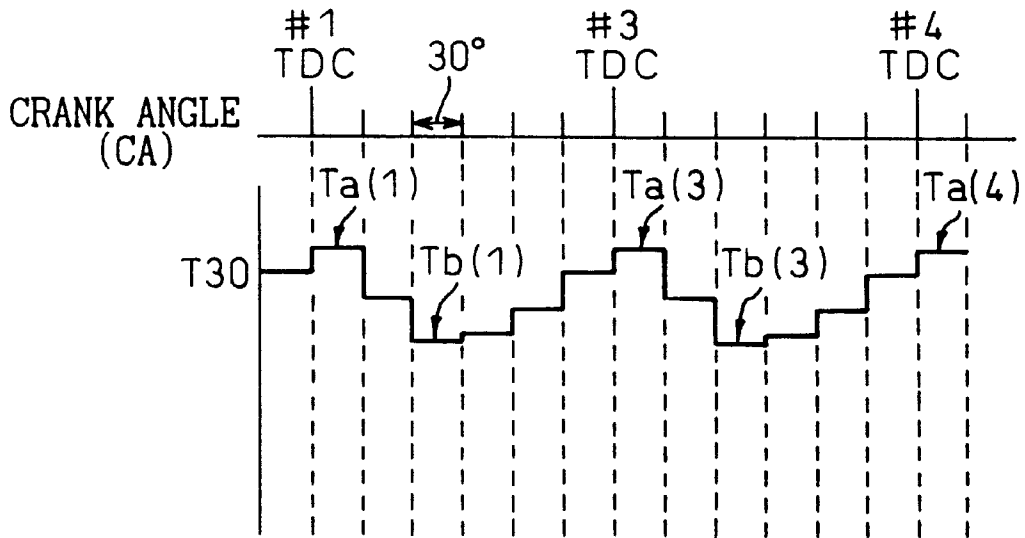 #1
TDC
30°
#3
TDC
#4
TDC
CRANK ANGLE
(CA)
Ta(1)
Ta(3)
Ta(4)
T30
Tb(1)
Tb(3)